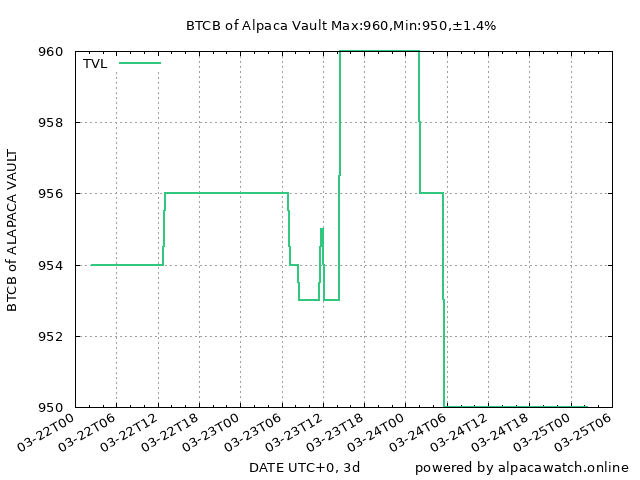 BTCB of Alpaca Vault Max:960,Min:950,±1.4%
TVL
960
958
956
954
952
950
BTCB of ALAPACA VAULT
03-22T00 03-22T06 03-22T12 03-22T18 03-23T00 03-23T06 03-23T12 03-23T18 03-24T00 03-24T06 03-24T12 03-24T18 03-25T00 03-25T06
DATE UTC+0, 3d
powered by alpacawatch.online